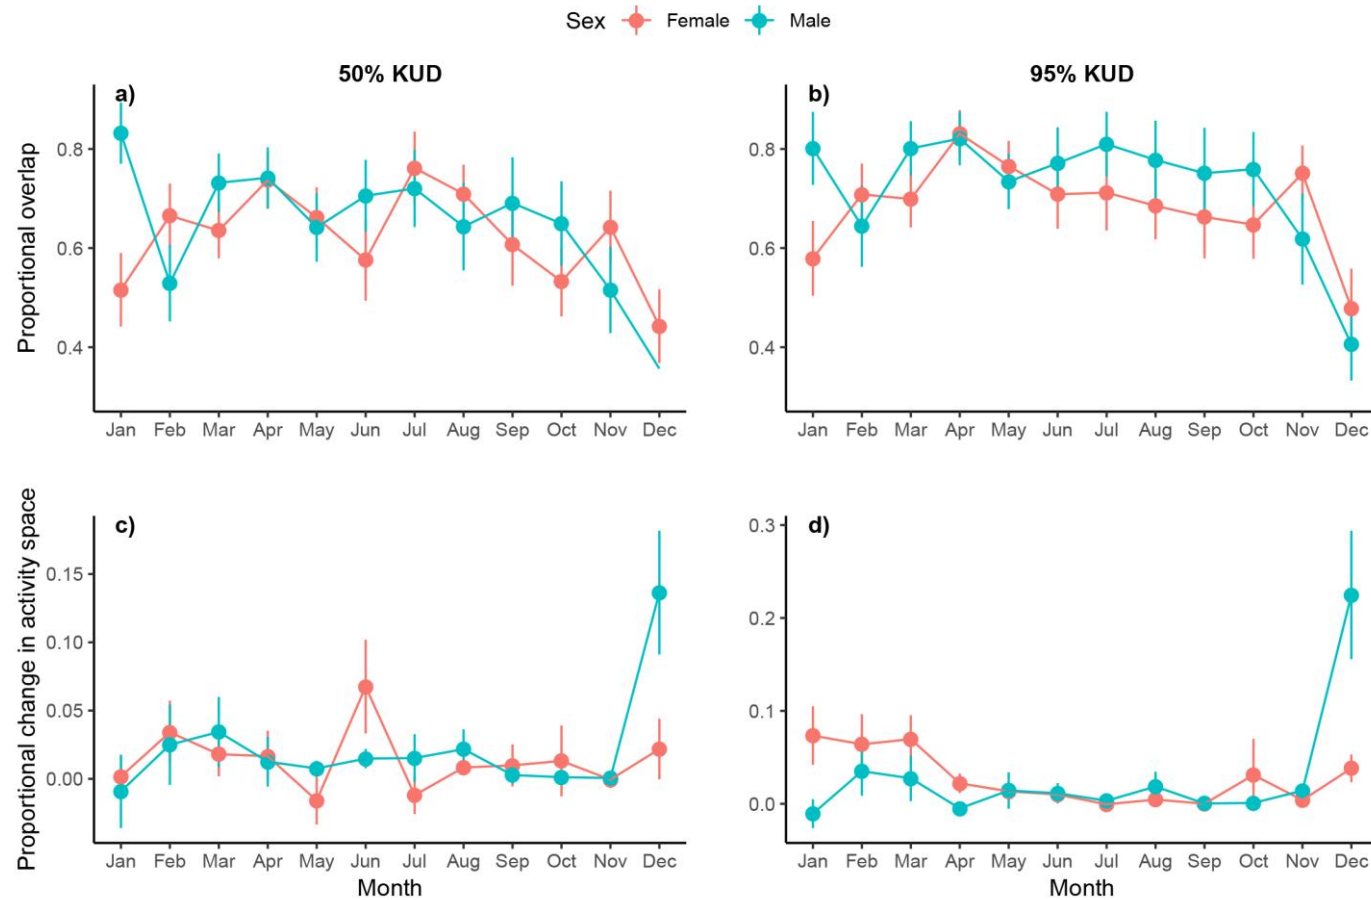 Sex Female Male
50% KUD 95% KUD
a) b)
Proportional overlap
0.8 0.8
0.6 0.6
0.4 0.4
Jan Feb Mar Apr May Jun Jul Aug Sep Oct Nov Dec Jan Feb Mar Apr May Jun Jul Aug Sep Oct Nov Dec
c) d)
Proportional change in activity space
0.3
0.15
0.2
0.10
0.1
0.05
0.00
0.0
Jan Feb Mar Apr May Jun Jul Aug Sep Oct Nov Dec Jan Feb Mar Apr May Jun Jul Aug Sep Oct Nov Dec
Month Month